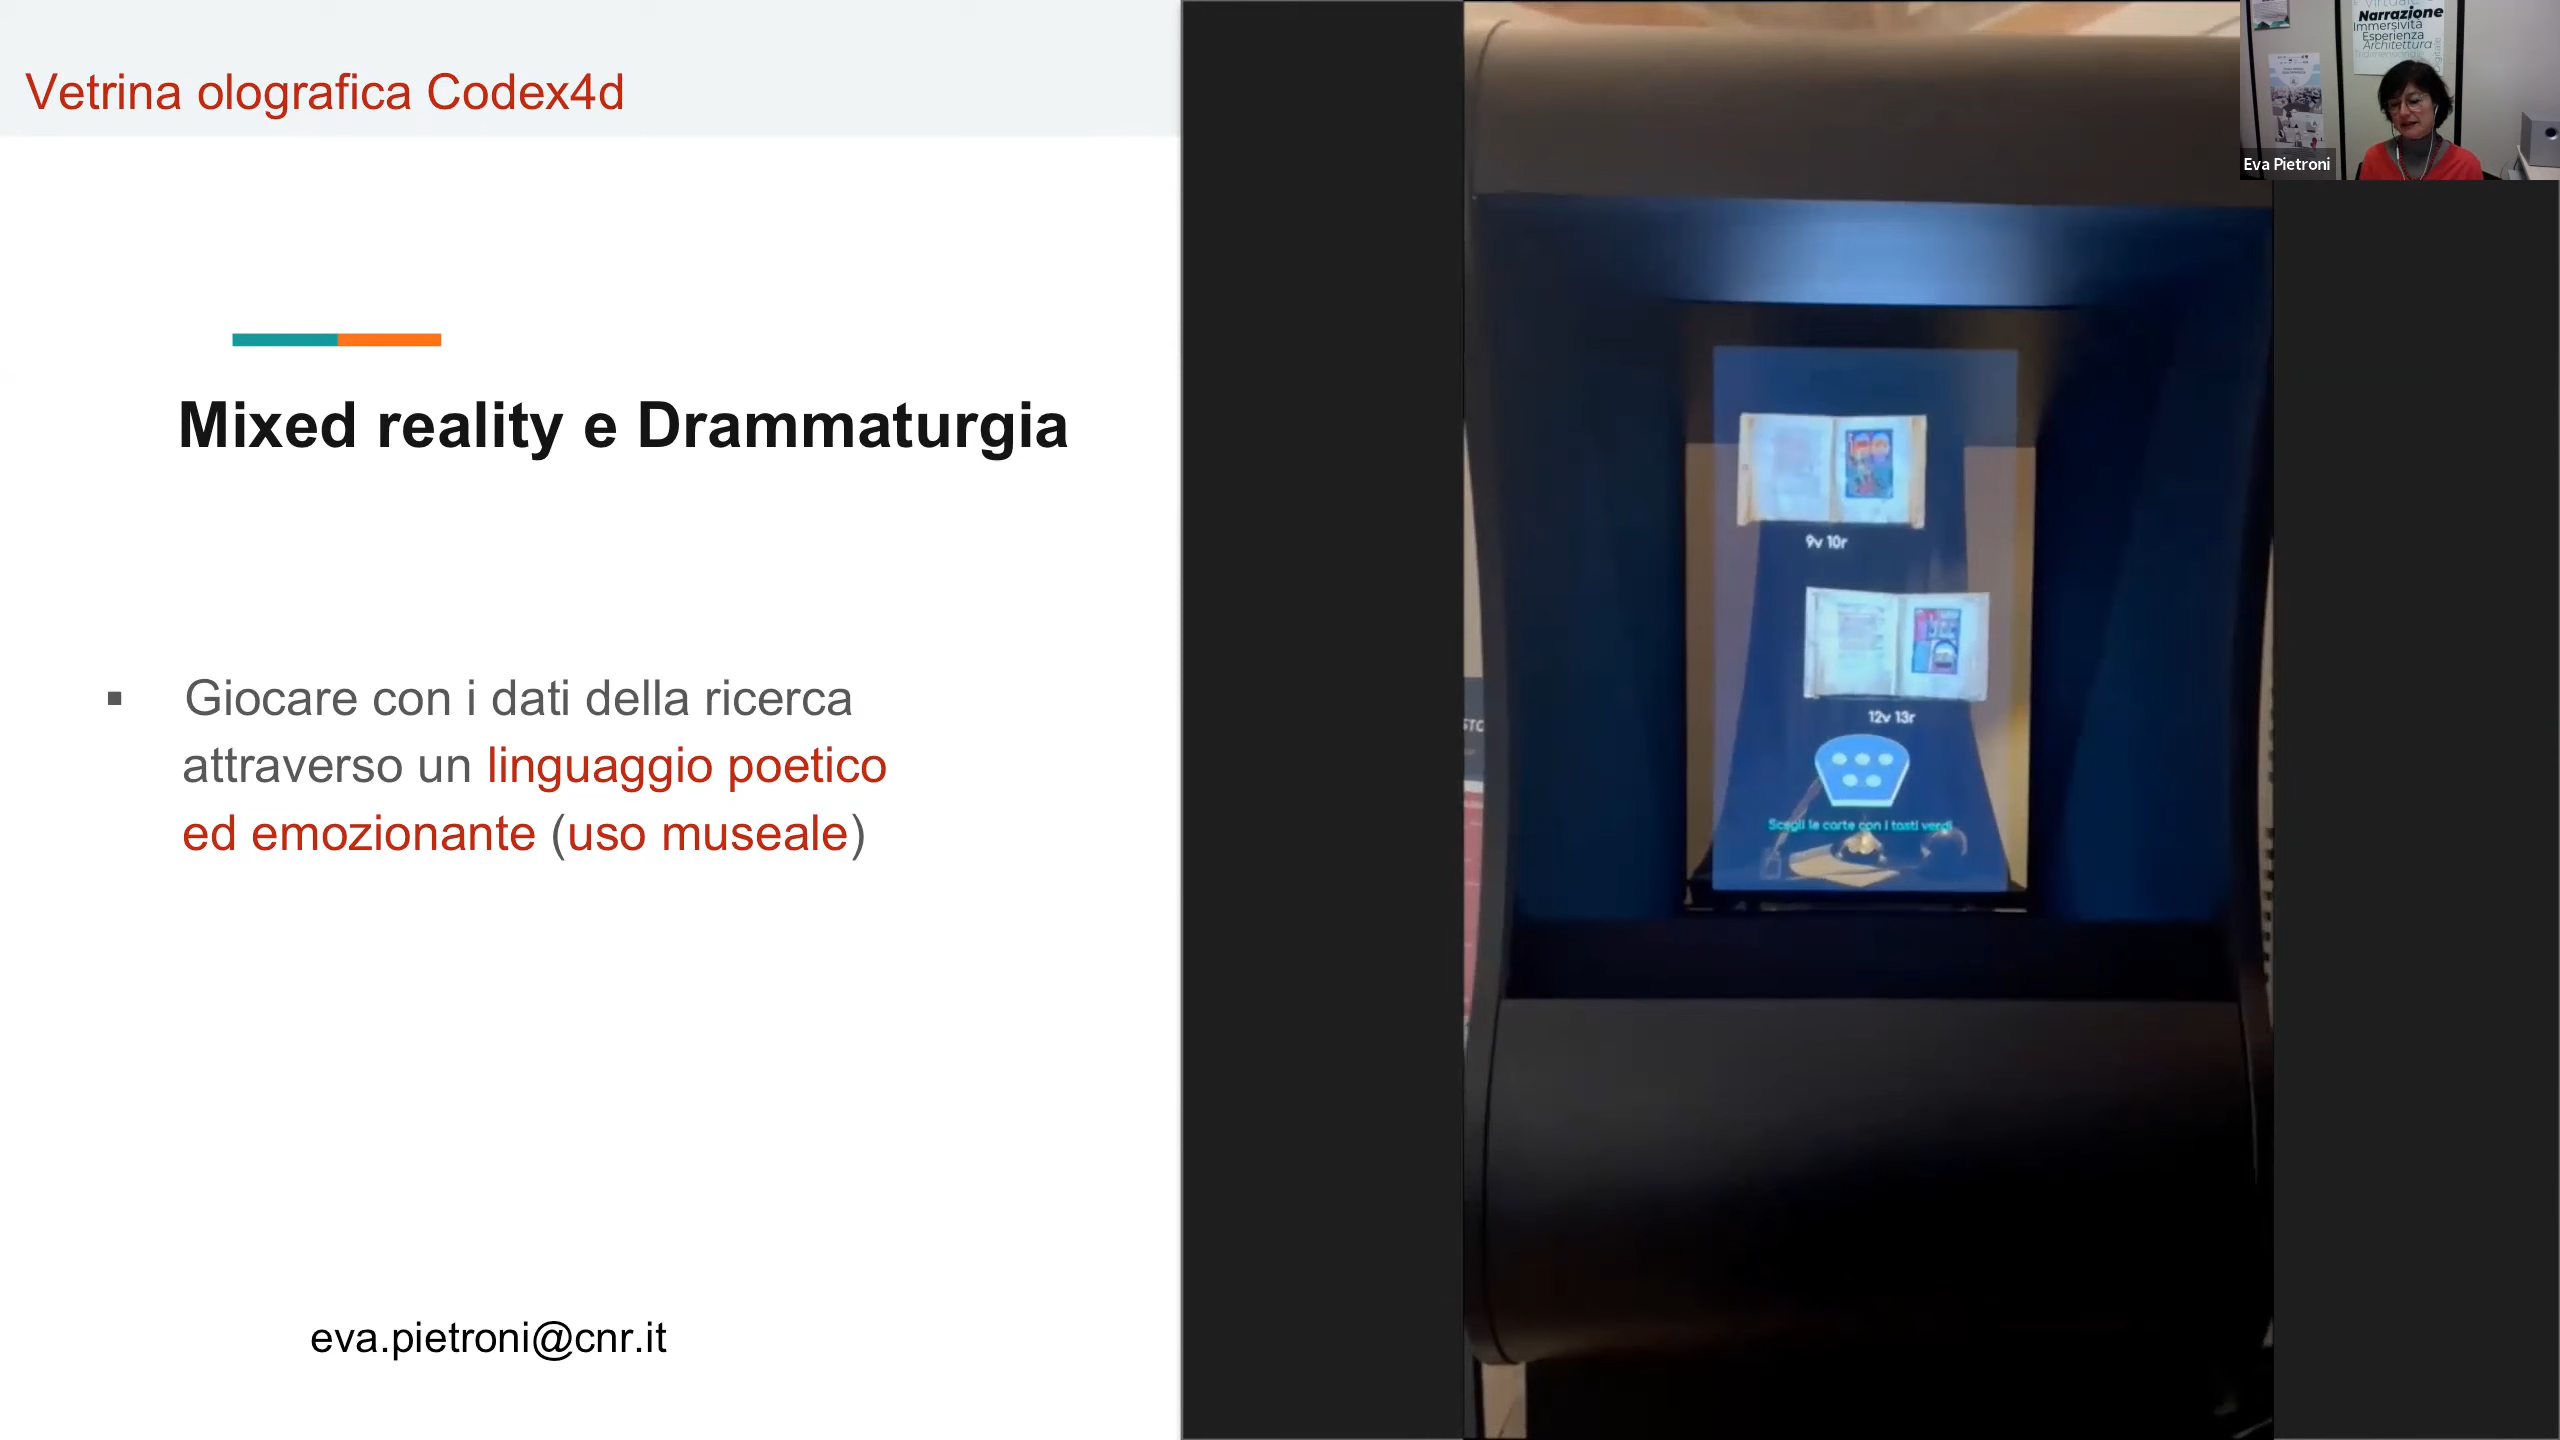 Vetrina olografica Codex4d
Mixed reality e Drammaturgia
▪ Giocare con i dati della ricerca
attraverso un linguaggio poetico
ed emozionante (uso museale)
eva.pietroni@cnr.it
9v 10r
12v 13r
Scegli le carte con i tasti verdi
Narrazione
Immersività
Esperienza
Architettura
Eva Pietroni